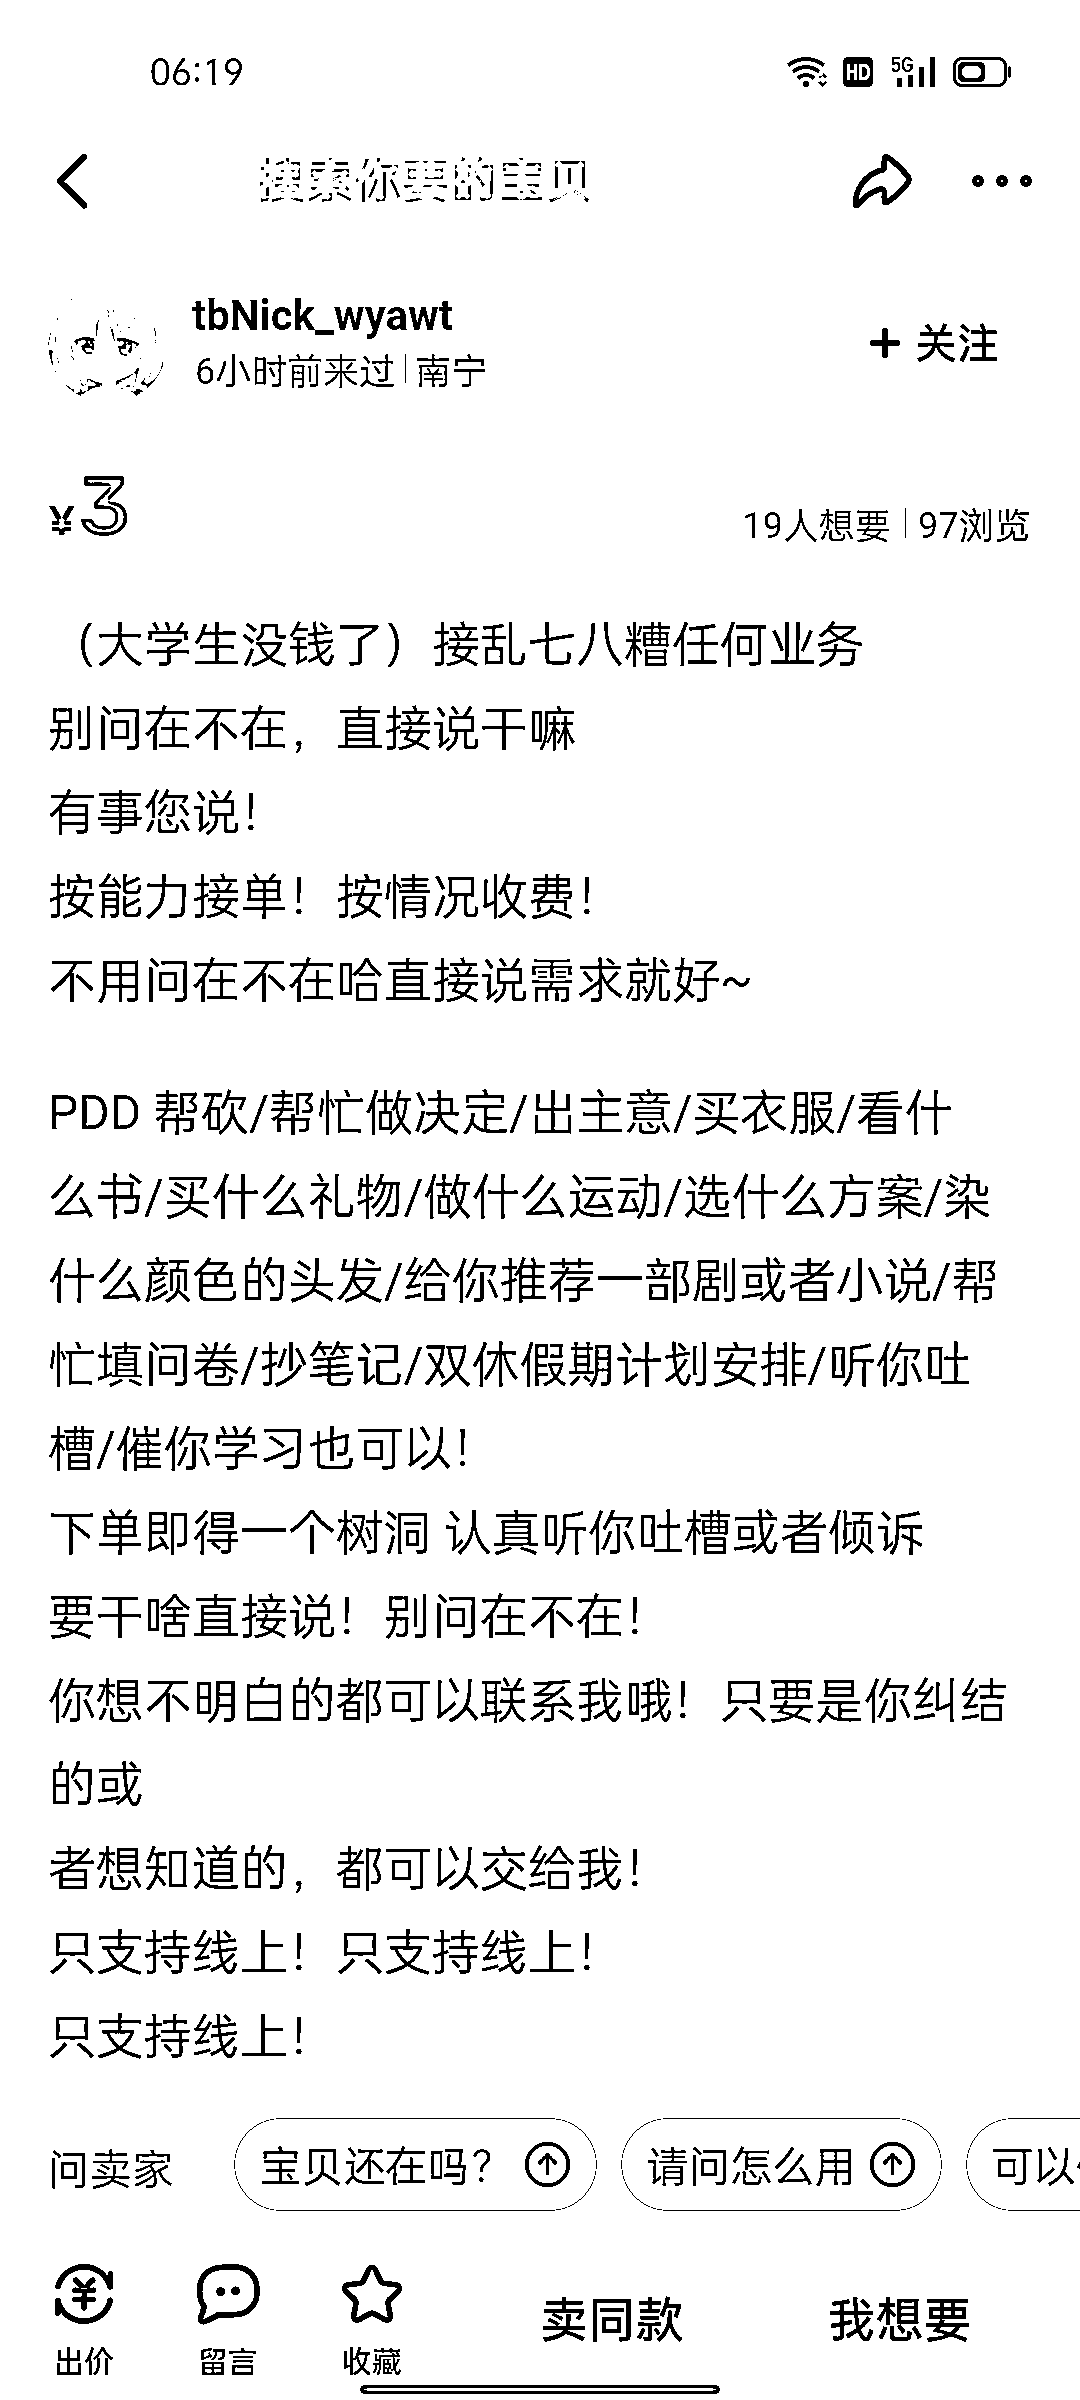 06:19
HD 5G
搜索你要的宝贝
tbNick_wyawt
+ 关注
6小时前来过 | 南宁
¥3
19人想要 | 97浏览
（大学生没钱了）接乱七八糟任何业务
别问在不在，直接说干嘛
有事您说！
按能力接单！按情况收费！
不用问在不在哈直接说需求就好~
PDD 帮砍/帮忙做决定/出主意/买衣服/看什
么书/买什么礼物/做什么运动/选什么方案/染
什么颜色的头发/给你推荐一部剧或者小说/帮
忙填问卷/抄笔记/双休假期计划安排/听你吐
槽/催你学习也可以！
下单即得一个树洞 认真听你吐槽或者倾诉
要干啥直接说！别问在不在！
你想不明白的都可以联系我哦！只要是你纠结
的或
者想知道的，都可以交给我！
只支持线上！只支持线上！
只支持线上！
问卖家 宝贝还在吗？ 请问怎么用 可以
出价 留言 收藏 卖同款 我想要